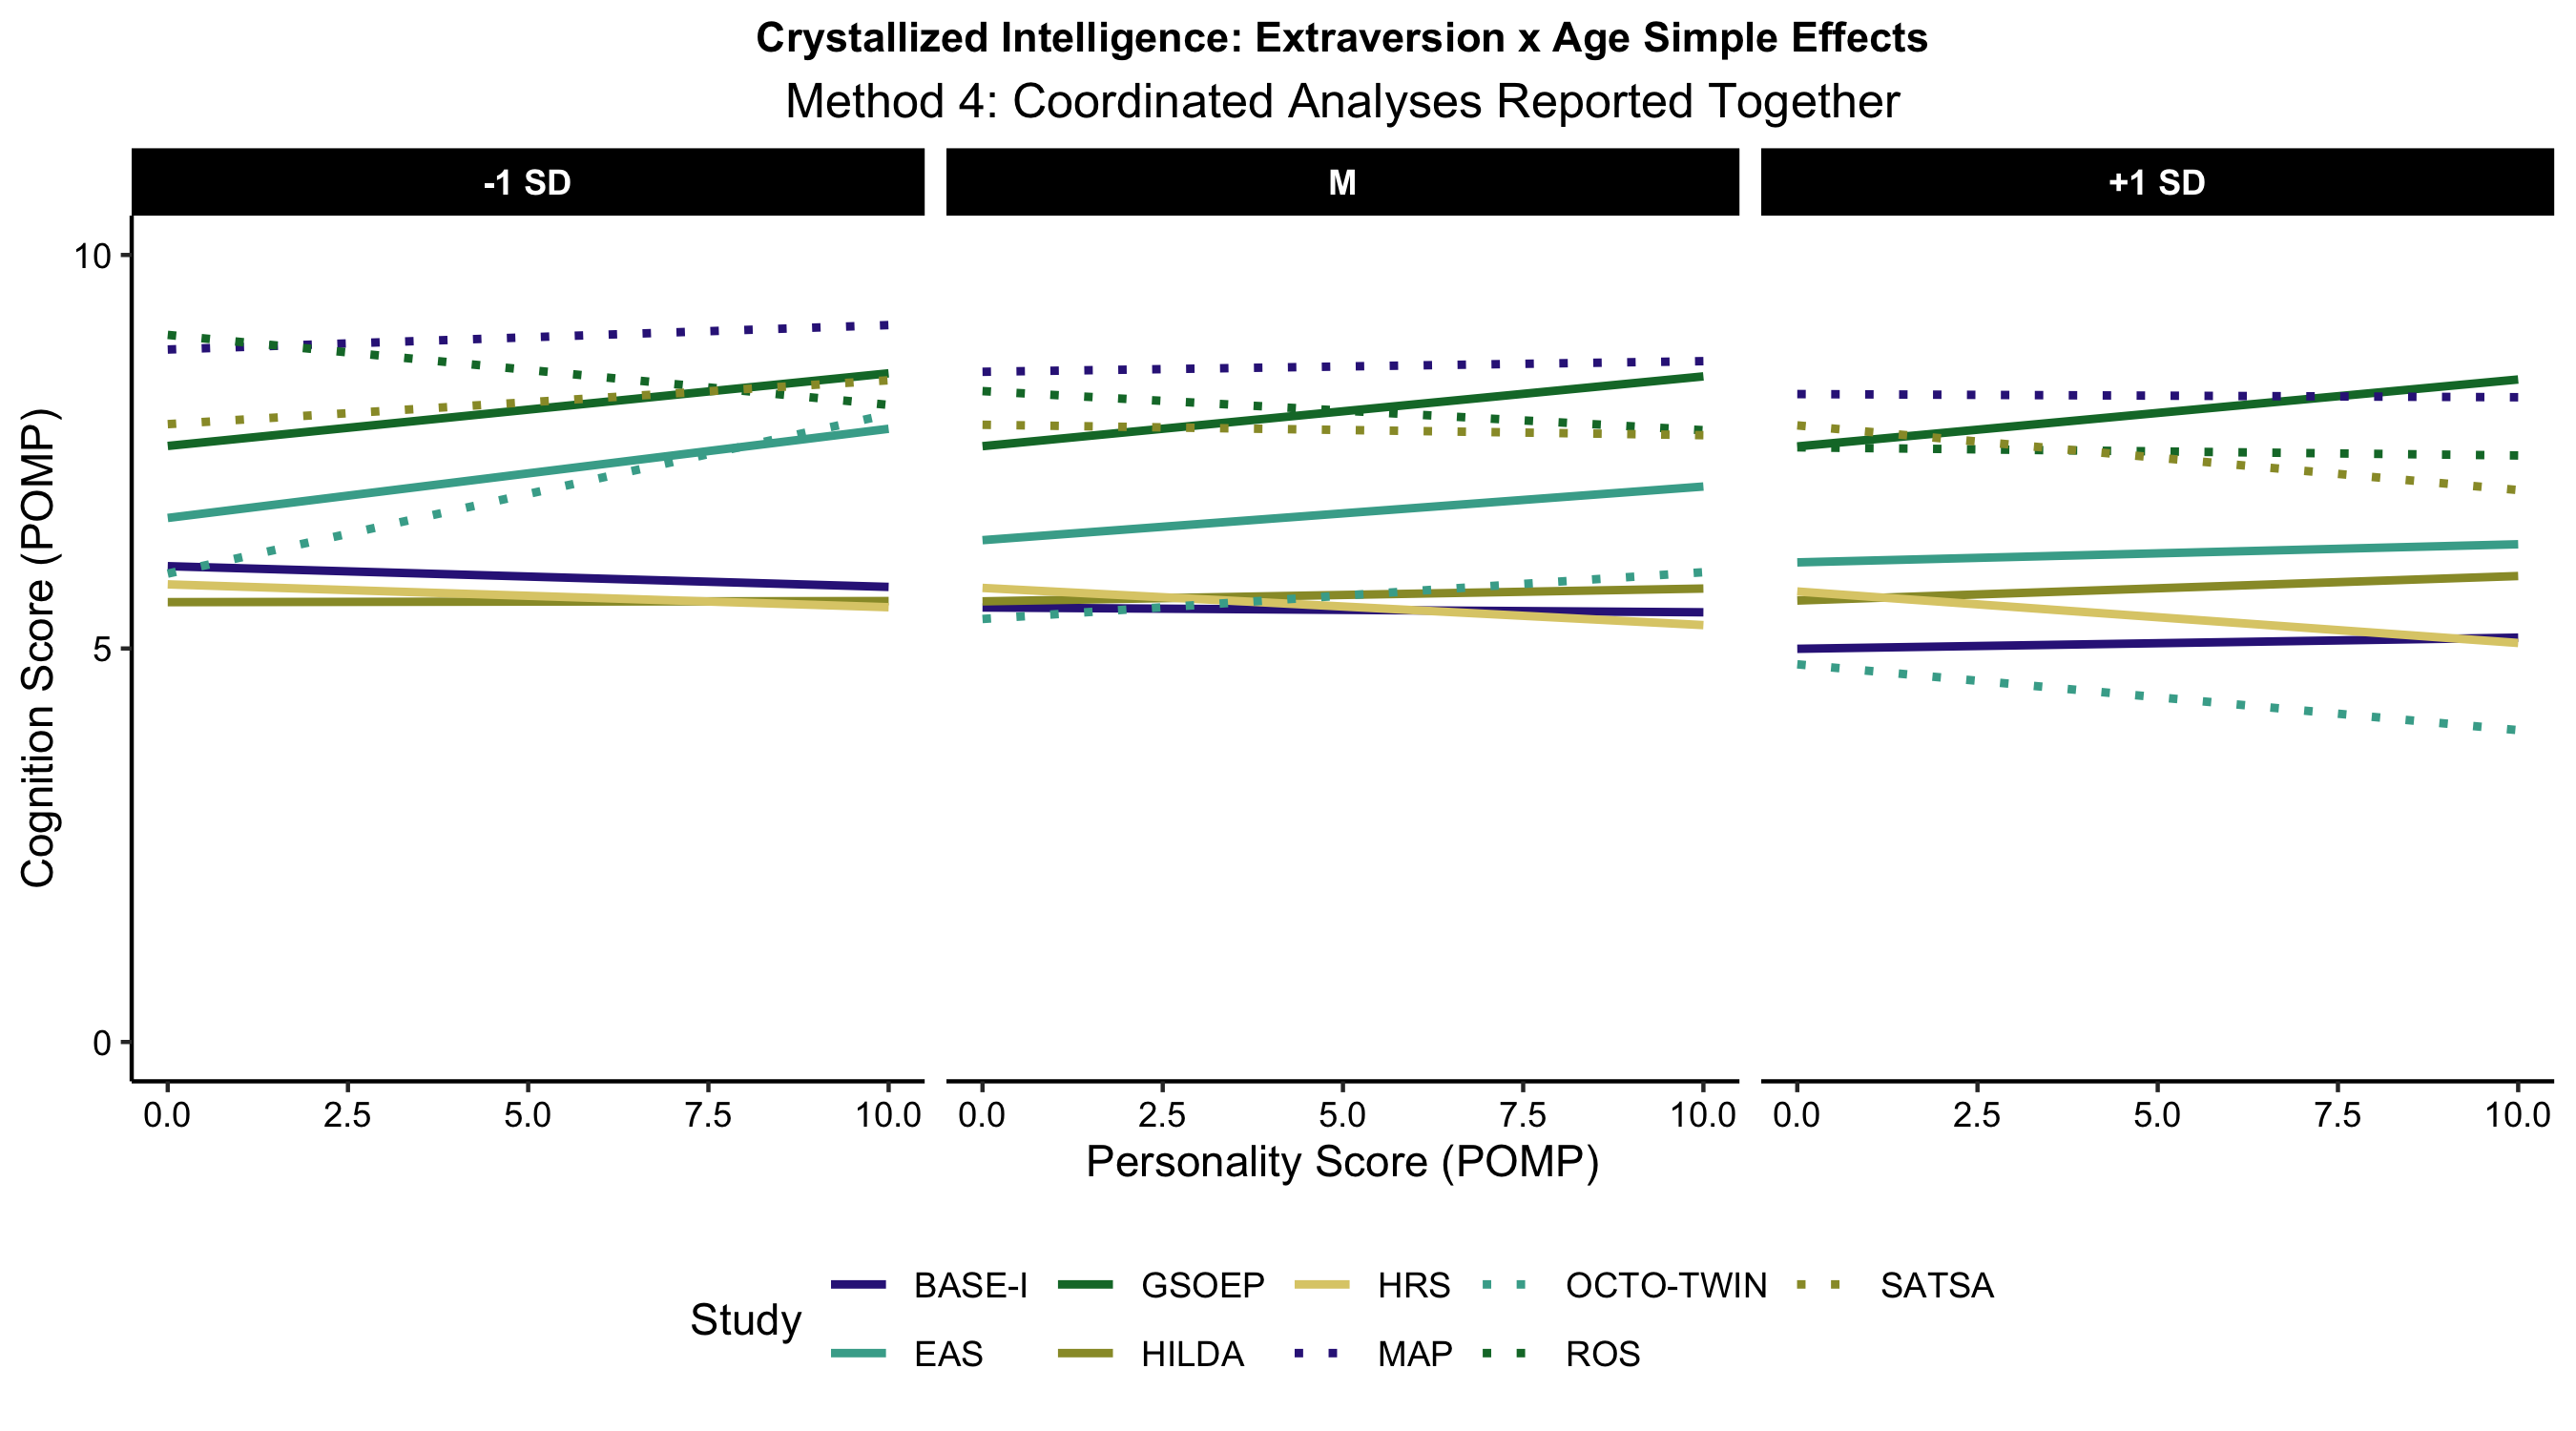 Crystallized Intelligence: Extraversion x Age Simple Effects
Method 4: Coordinated Analyses Reported Together
-1 SD
M
+1 SD
Cognition Score (POMP)
10
5
0
0.0 2.5 5.0 7.5 10.0
0.0 2.5 5.0 7.5 10.0
0.0 2.5 5.0 7.5 10.0
Personality Score (POMP)
Study
BASE-I GSOEP HRS OCTO-TWIN SATSA
EAS HILDA MAP ROS